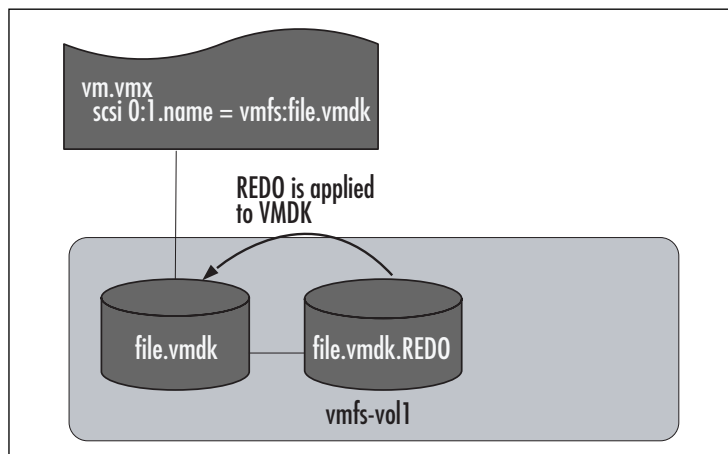 vm.vmx
scsi 0:1.name = vmfs:file.vmdk
REDO is applied
to VMDK
file.vmdk
file.vmdk.REDO
vmfs-vol1